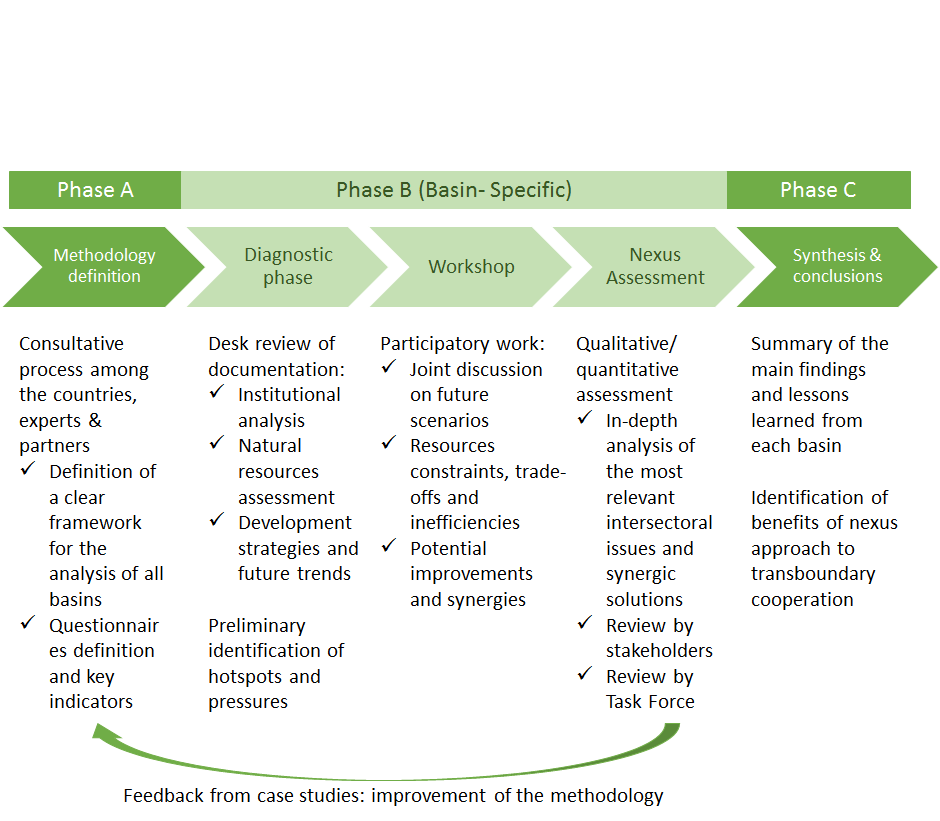 Phase A
Phase B (Basin- Specific)
Phase C
Methodology
definition
Diagnostic
phase
Workshop
Nexus
Assessment
Synthesis &
conclusions
Consultative
process among
the countries,
experts &
partners
✓ Definition of
a clear
framework
for the
analysis of all
basins
✓ Questionnair
es definition
and key
indicators
Desk review of
documentation:
✓ Institutional
analysis
✓ Natural
resources
assessment
✓ Development
strategies and
future trends
Preliminary
identification of
hotspots and
pressures
Participatory work:
✓ Joint discussion
on future
scenarios
✓ Resources
constraints, trade-
offs and
inefficiencies
✓ Potential
improvements
and synergies
Qualitative/
quantitative
assessment
✓ In-depth
analysis of
the most
relevant
intersectoral
issues and
synergic
solutions
✓ Review by
stakeholders
✓ Review by
Task Force
Summary of the
main findings
and lessons
learned from
each basin
Identification of
benefits of nexus
approach to
transboundary
cooperation
Feedback from case studies: improvement of the methodology